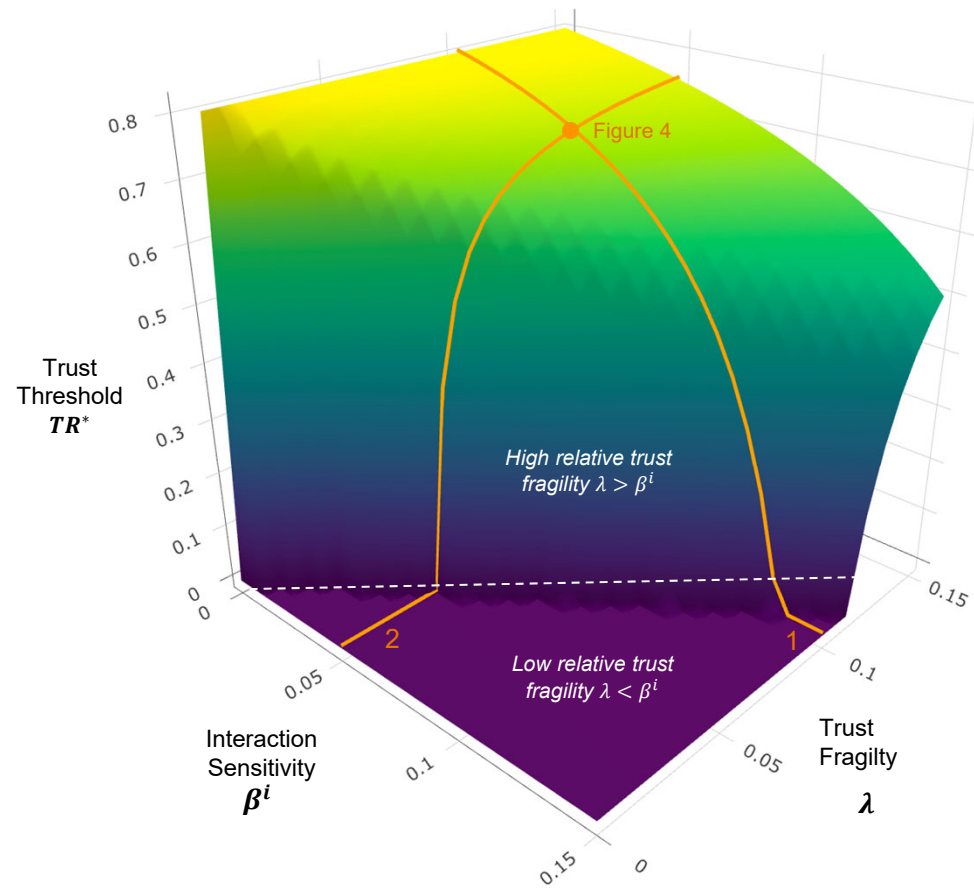 0.8
0.7
0.6
0.5
0.4
0.3
0.2
0.1
0
Trust
Threshold
TR*
Figure 4
High relative trust
fragility λ > βⁱ
Low relative trust
fragility λ < βⁱ
2
1
0
0.05
0.1
0.15
Interaction
Sensitivity
βⁱ
0
0.05
0.1
0.15
Trust
Fragilty
λ